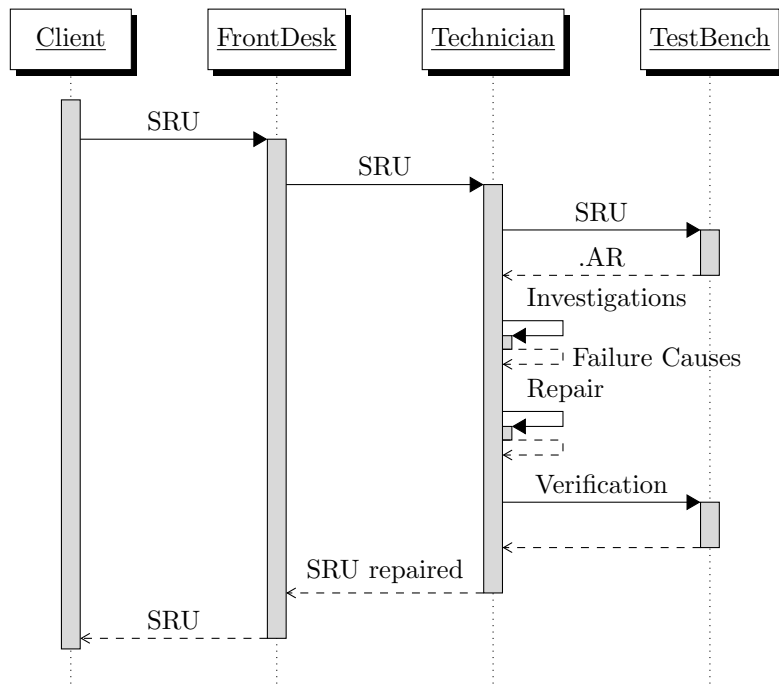 Client
FrontDesk
Technician
TestBench
SRU
SRU
SRU
.AR
Investigations
Failure Causes
Repair
Verification
SRU repaired
SRU